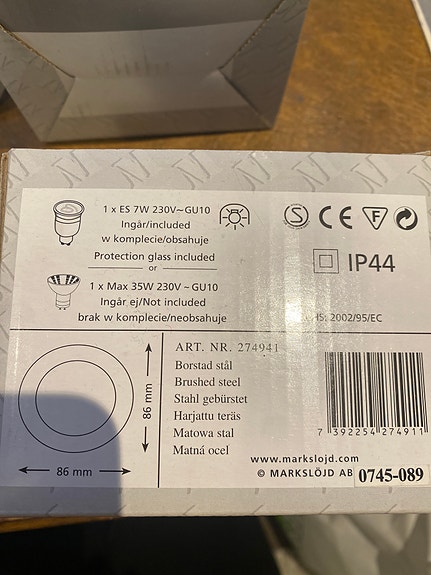 1 x ES 7W 230V~GU10
Ingår/included
w komplecie/obsahuje
Protection glass included
or
1 x Max 35W 230V ~ GU10
Ingår ej/Not included
brak w komplecie/neobsahuje
S CE F
IP44
HS: 2002/95/EC
86 mm
86 mm
ART. NR. 274941
Borstad stål
Brushed steel
Stahl gebürstet
Harjattu teräs
Matowa stal
Matná ocel
7 392254 274911
www.markslojd.com
© MARKSLÖJD AB 0745-089